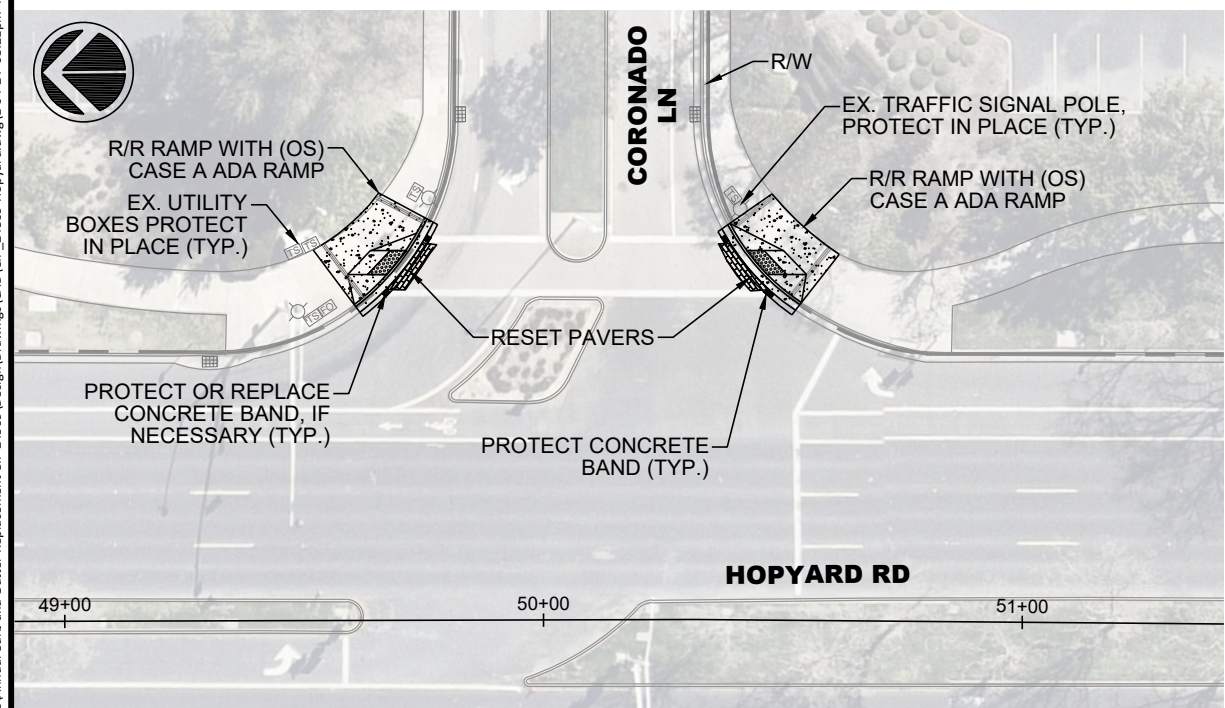 CORONADO
LN
R/W
EX. TRAFFIC SIGNAL POLE,
PROTECT IN PLACE (TYP.)
R/R RAMP WITH (OS)
CASE A ADA RAMP
R/R RAMP WITH (OS)
CASE A ADA RAMP
EX. UTILITY
BOXES PROTECT
IN PLACE (TYP.)
TS
TS
TS TS
TS FO
RESET PAVERS
PROTECT OR REPLACE
CONCRETE BAND, IF
NECESSARY (TYP.)
PROTECT CONCRETE
BAND (TYP.)
HOPYARD RD
49+00
50+00
51+00